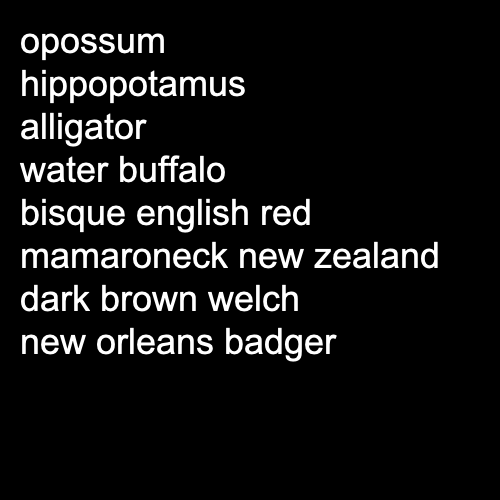 opossum
hippopotamus
alligator
water buffalo
bisque english red
mamaroneck new zealand
dark brown welch
new orleans badger